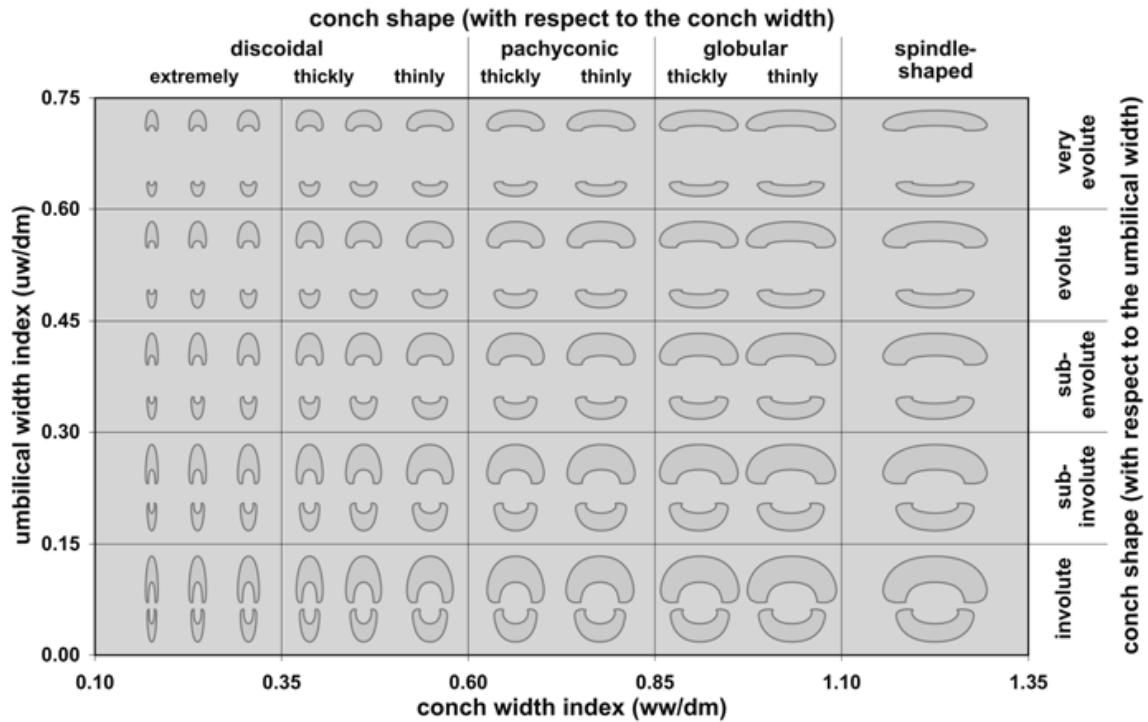 conch shape (with respect to the conch width)
discoidal pachyconic globular spindle-
shaped
extremely thickly thinly thickly thinly thickly thinly
0.75
0.60
0.45
0.30
0.15
0.00
umbilical width index (uw/dm)
very
evolute
evolute
sub-
envolute
sub-
involute
involute
conch shape (with respect to the umbilical width)
0.10 0.35 0.60 0.85 1.10 1.35
conch width index (ww/dm)